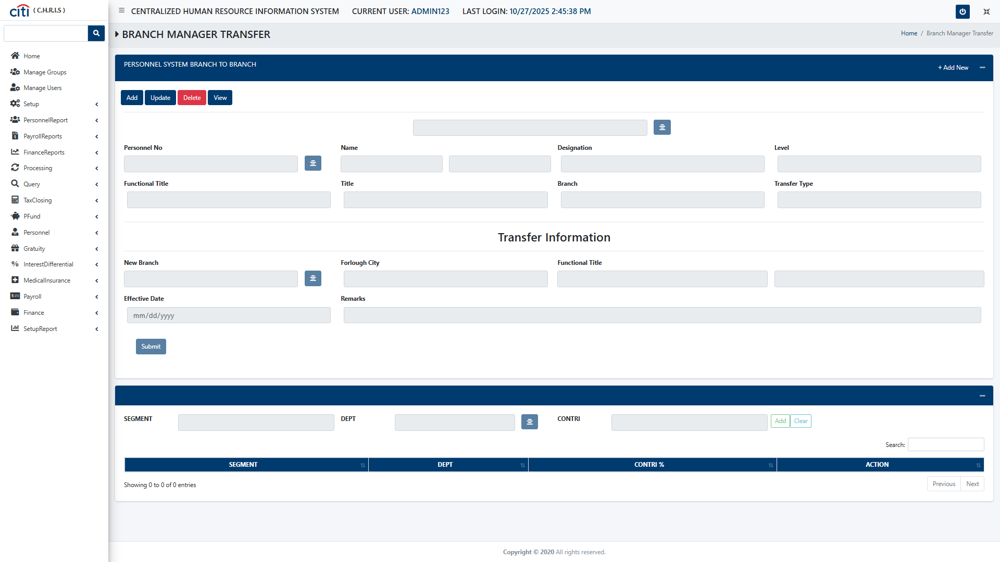 citi ( C.H.R.I.S )
CENTRALIZED HUMAN RESOURCE INFORMATION SYSTEM CURRENT USER: ADMIN123 LAST LOGIN: 10/27/2025 2:45:38 PM
BRANCH MANAGER TRANSFER
Home / Branch Manager Transfer
Home
Manage Groups
Manage Users
Setup
PersonnelReport
PayrollReports
FinanceReports
Processing
Query
TaxClosing
PFund
Personnel
Gratuity
InterestDifferential
MedicalInsurance
Payroll
Finance
SetupReport
PERSONNEL SYSTEM BRANCH TO BRANCH
+ Add New
Add Update Delete View
Personnel No Name Designation Level
Functional Title Title Branch Transfer Type
Transfer Information
New Branch Forlough City Functional Title
Effective Date Remarks
mm/dd/yyyy
Submit
SEGMENT DEPT CONTRI Add Clear
Search:
SEGMENT DEPT CONTRI % ACTION
Showing 0 to 0 of 0 entries
Previous Next
Copyright © 2020 All rights reserved.